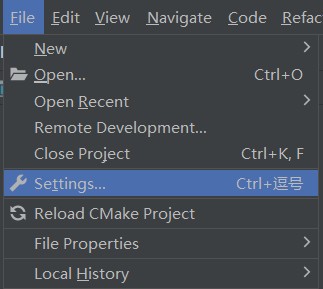 File Edit View Navigate Code Refac
New
Open... Ctrl+O
Open Recent
Remote Development...
Close Project Ctrl+K, F
Settings... Ctrl+逗号
Reload CMake Project
File Properties
Local History